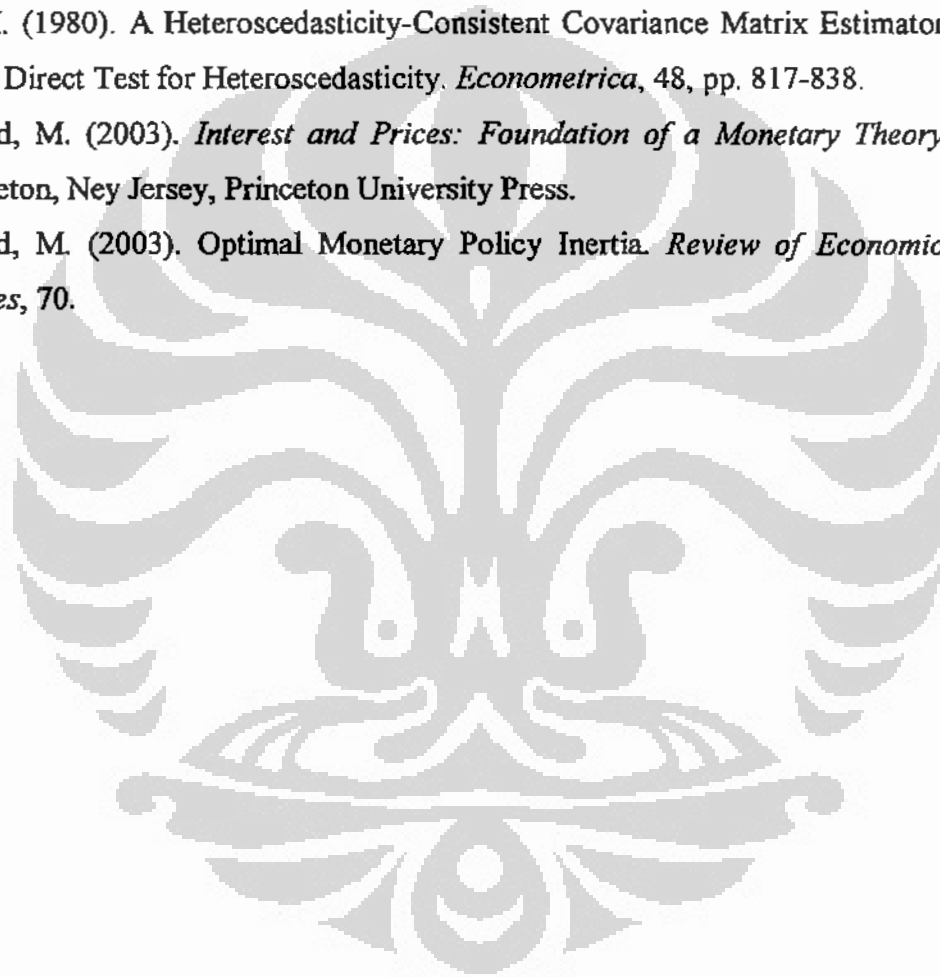 . (1980). A Heteroscedasticity-Consistent Covariance Matrix Estimator
Direct Test for Heteroscedasticity. Econometrica, 48, pp. 817-838.
d, M. (2003). Interest and Prices: Foundation of a Monetary Theory
eton, Ney Jersey, Princeton University Press.
d, M. (2003). Optimal Monetary Policy Inertia. Review of Economic
es, 70.